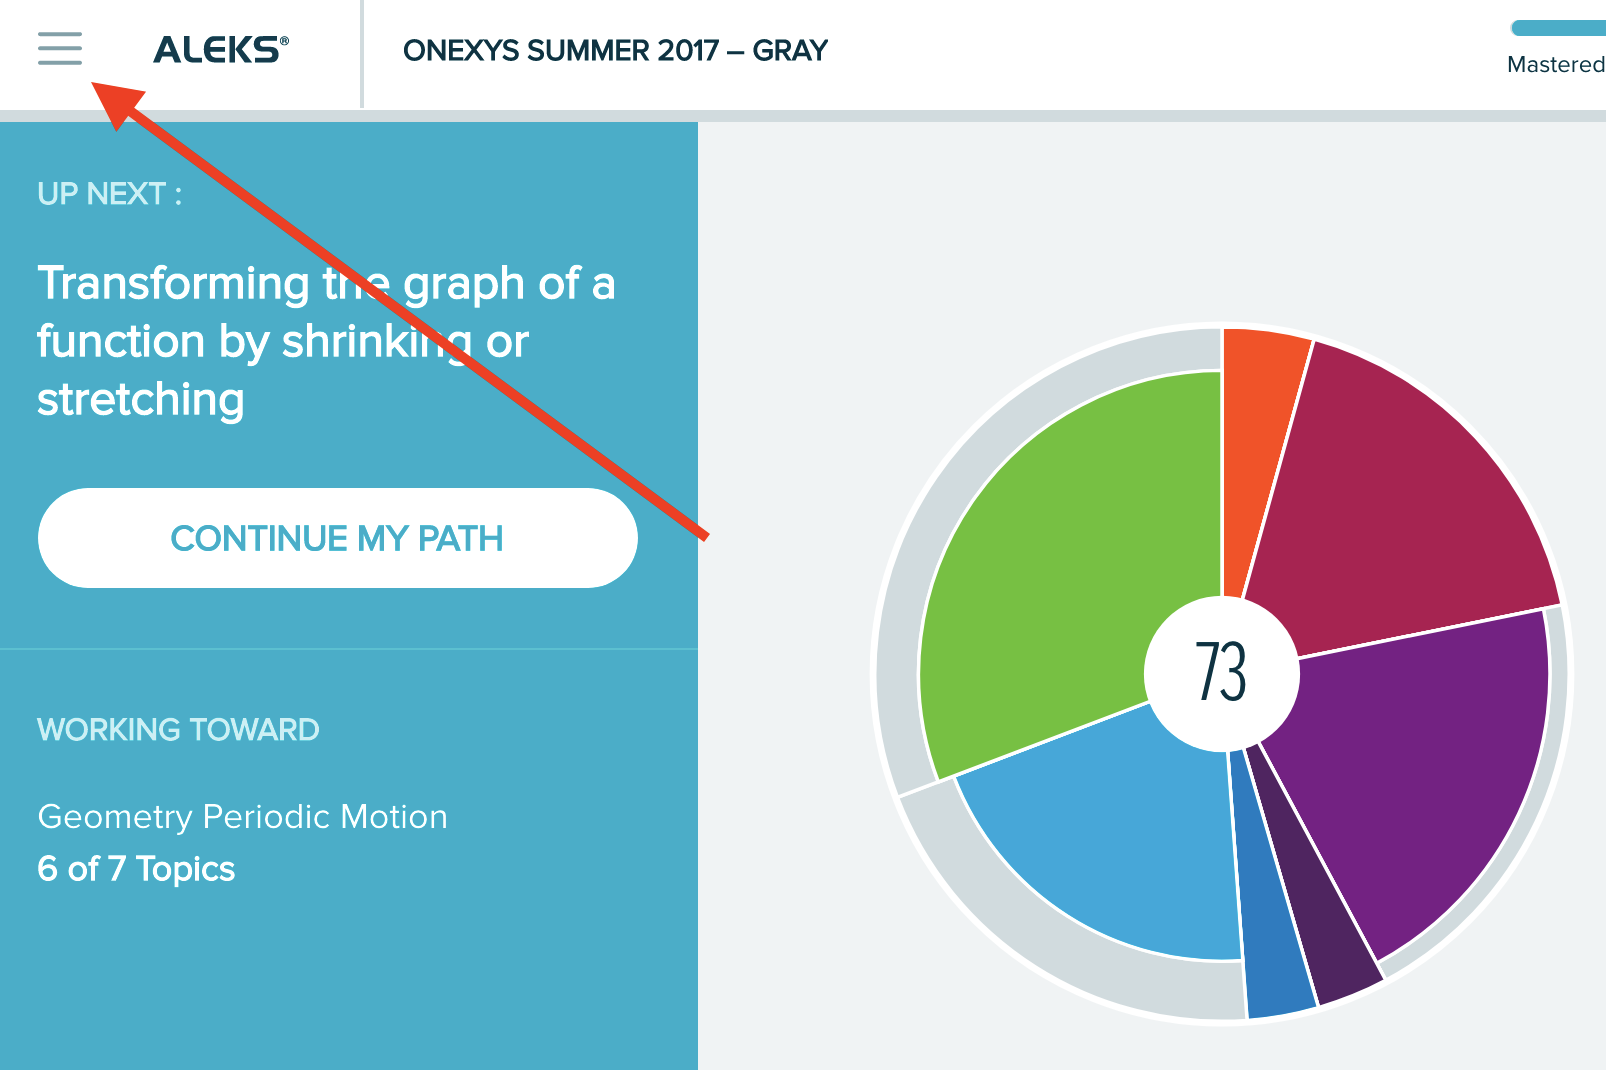 ALEKS®
ONEXYS SUMMER 2017 – GRAY
Mastered
UP NEXT :
Transforming the graph of a
function by shrinking or
stretching
CONTINUE MY PATH
WORKING TOWARD
Geometry Periodic Motion
6 of 7 Topics
73